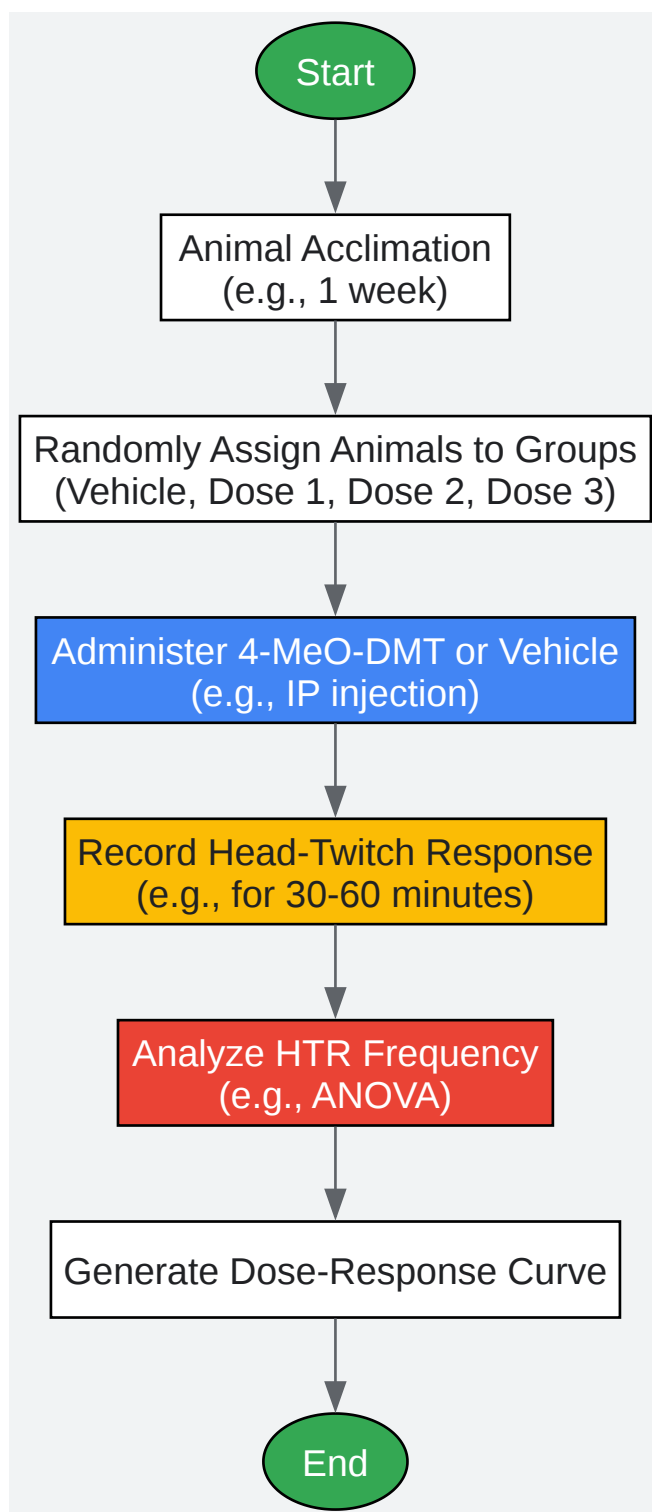 Start
Animal Acclimation
(e.g., 1 week)
Randomly Assign Animals to Groups
(Vehicle, Dose 1, Dose 2, Dose 3)
Administer 4-MeO-DMT or Vehicle
(e.g., IP injection)
Record Head-Twitch Response
(e.g., for 30-60 minutes)
Analyze HTR Frequency
(e.g., ANOVA)
Generate Dose-Response Curve
End